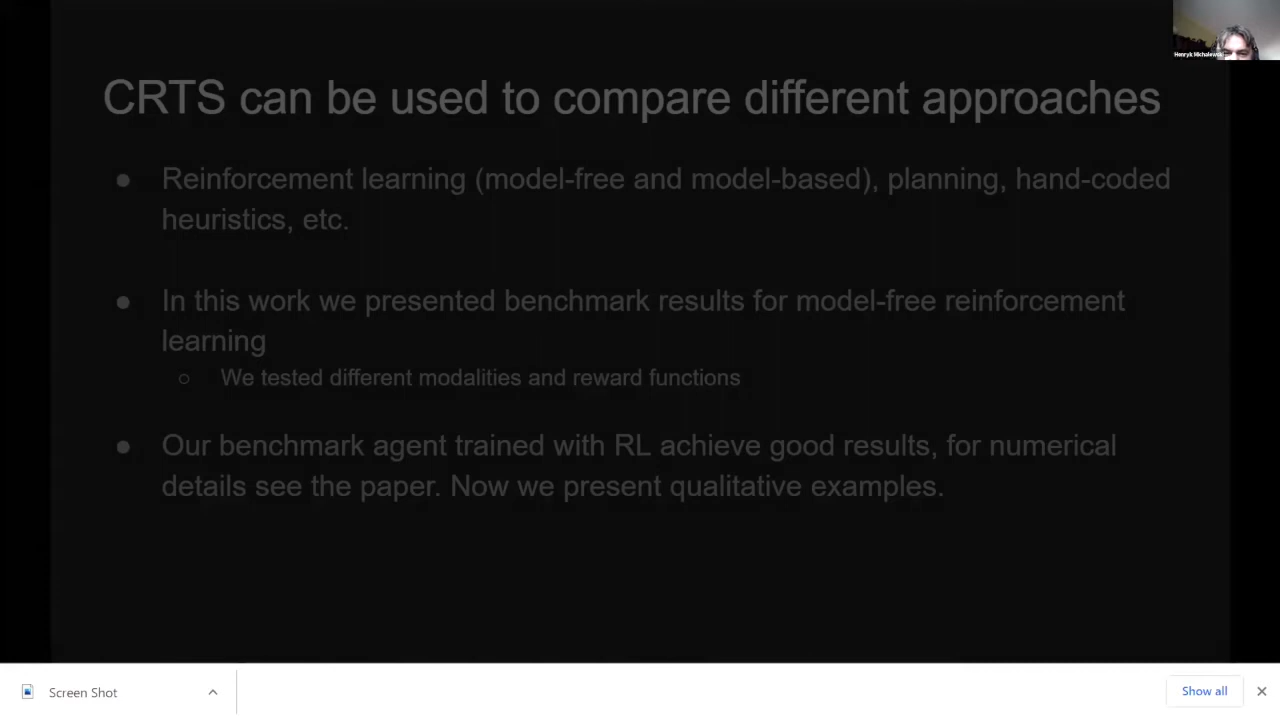 Henryk Michalewski
CRTS can be used to compare different approaches
● Reinforcement learning (model-free and model-based), planning, hand-coded
heuristics, etc.
● In this work we presented benchmark results for model-free reinforcement
learning
○ We tested different modalities and reward functions
● Our benchmark agent trained with RL achieve good results, for numerical
details see the paper. Now we present qualitative examples.
Screen Shot
Show all